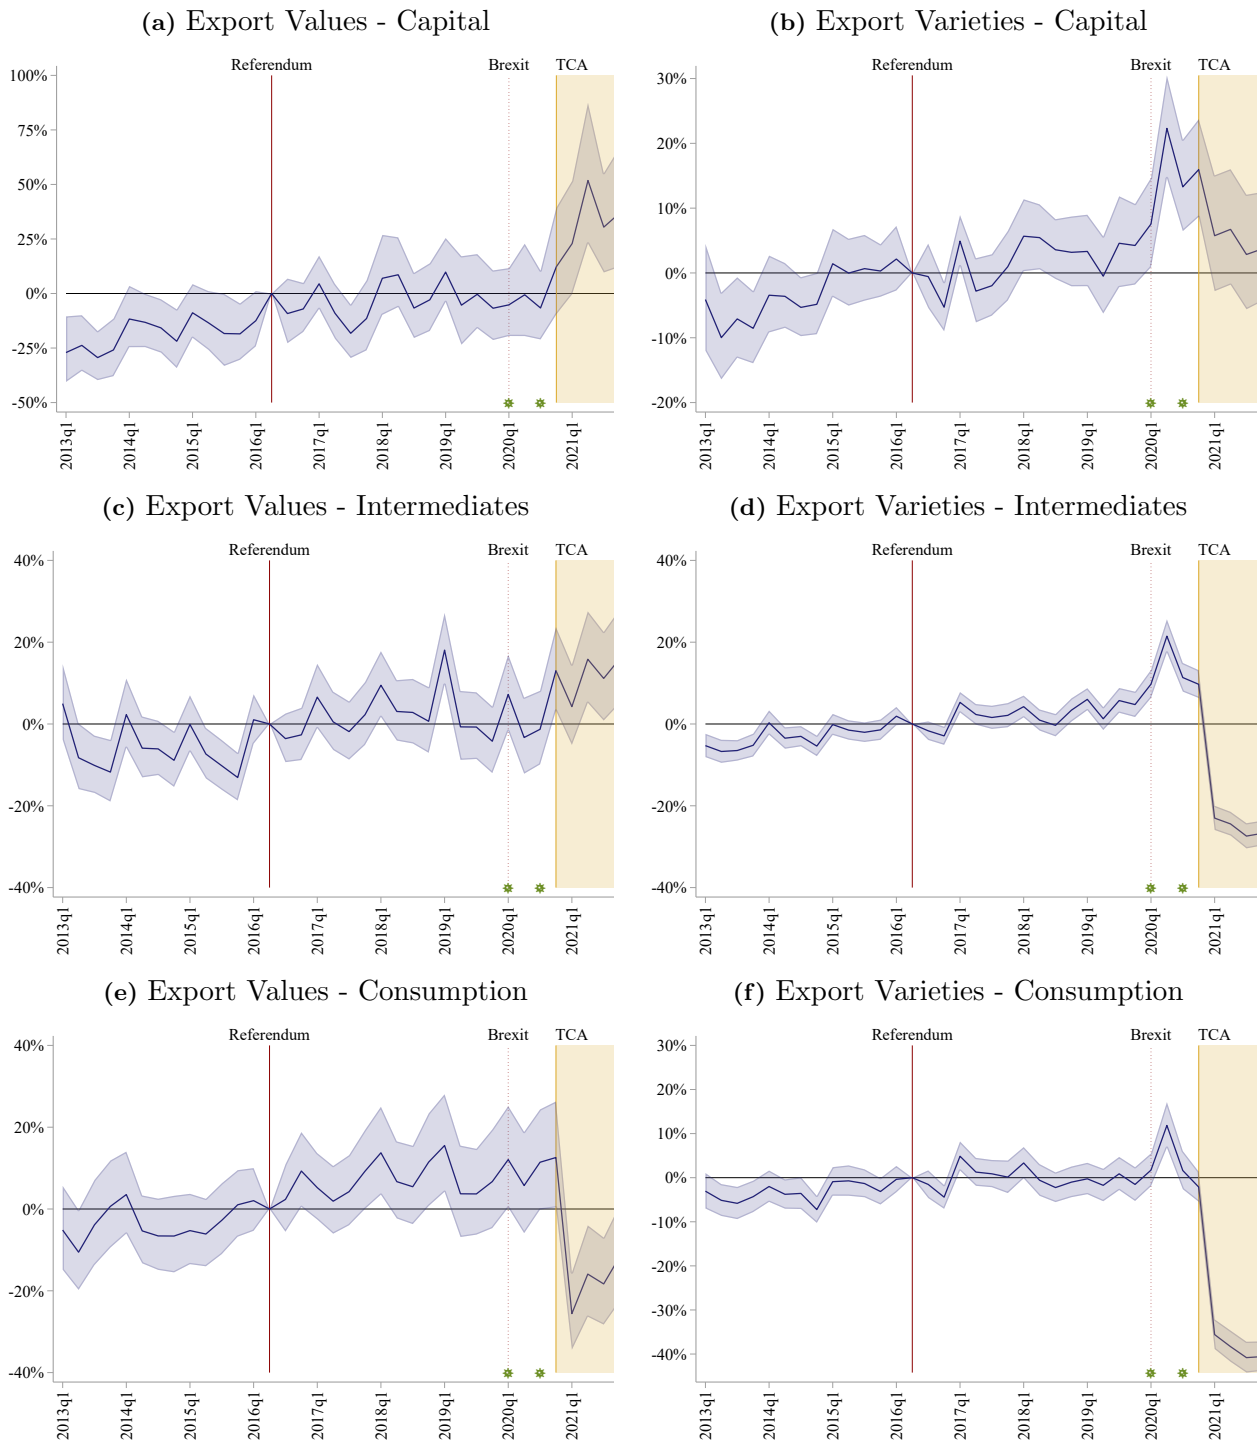 (a) Export Values - Capital
Referendum Brexit TCA
100%
75%
50%
25%
0%
-25%
-50%
2013q1 2014q1 2015q1 2016q1 2017q1 2018q1 2019q1 2020q1 2021q1
(b) Export Varieties - Capital
Referendum Brexit TCA
30%
20%
10%
0%
-10%
-20%
2013q1 2014q1 2015q1 2016q1 2017q1 2018q1 2019q1 2020q1 2021q1
(c) Export Values - Intermediates
Referendum Brexit TCA
40%
20%
0%
-20%
-40%
2013q1 2014q1 2015q1 2016q1 2017q1 2018q1 2019q1 2020q1 2021q1
(d) Export Varieties - Intermediates
Referendum Brexit TCA
40%
20%
0%
-20%
-40%
2013q1 2014q1 2015q1 2016q1 2017q1 2018q1 2019q1 2020q1 2021q1
(e) Export Values - Consumption
Referendum Brexit TCA
40%
20%
0%
-20%
-40%
2013q1 2014q1 2015q1 2016q1 2017q1 2018q1 2019q1 2020q1 2021q1
(f) Export Varieties - Consumption
Referendum Brexit TCA
30%
20%
10%
0%
-10%
-20%
-30%
-40%
2013q1 2014q1 2015q1 2016q1 2017q1 2018q1 2019q1 2020q1 2021q1